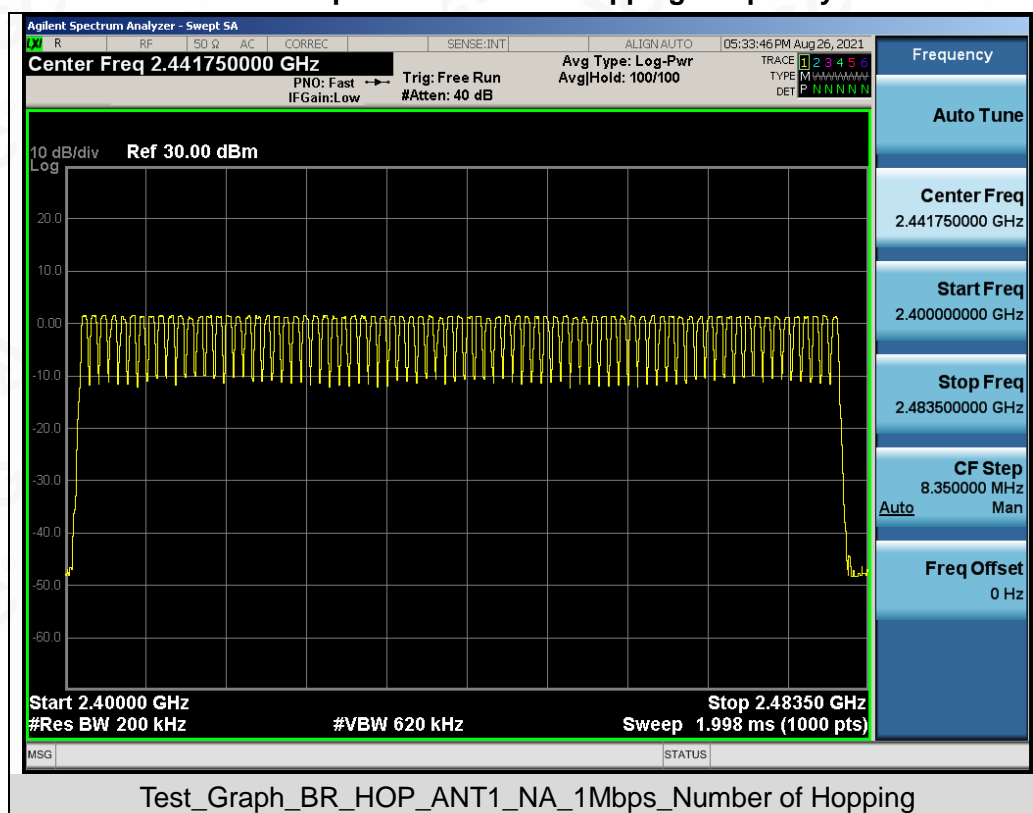 Agilent Spectrum Analyzer - Swept SA
LXI R RF 50 Ω AC CORREC SENSE:INT ALIGN AUTO 05:33:46 PM Aug 26, 2021
Center Freq 2.441750000 GHz
PNO: Fast
IFGain:Low
Trig: Free Run
#Atten: 40 dB
Avg Type: Log-Pwr
Avg|Hold: 100/100
TRACE 1 2 3 4 5 6
TYPE M
DET P N N N N N
10 dB/div Ref 30.00 dBm
Log
20.0
10.0
0.00
-10.0
-20.0
-30.0
-40.0
-50.0
-60.0
Start 2.40000 GHz Stop 2.48350 GHz
#Res BW 200 kHz #VBW 620 kHz Sweep 1.998 ms (1000 pts)
MSG STATUS
Frequency
Auto Tune
Center Freq
2.441750000 GHz
Start Freq
2.400000000 GHz
Stop Freq
2.483500000 GHz
CF Step
8.350000 MHz
Auto Man
Freq Offset
0 Hz
Test_Graph_BR_HOP_ANT1_NA_1Mbps_Number of Hopping